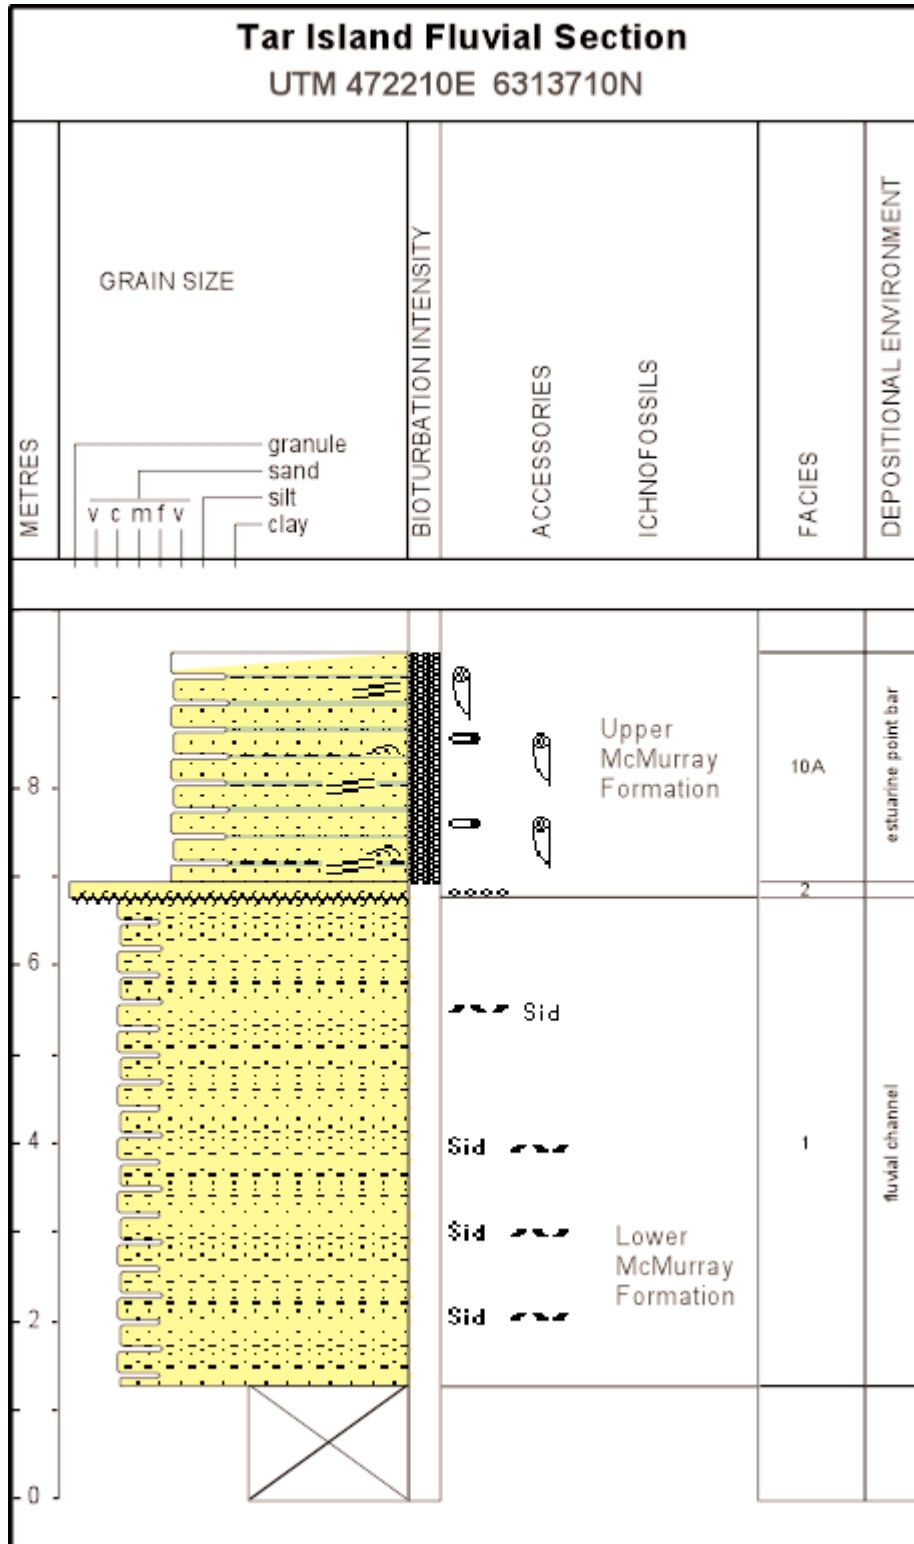 Tar Island Fluvial Section
UTM 472210E 6313710N
METRES
GRAIN SIZE
granule
sand
silt
clay
v c m f v
BIOTURBATION INTENSITY
ACCESSORIES
ICHNOFOSSILS
FACIES
DEPOSITIONAL ENVIRONMENT
Upper
McMurray
Formation
10A
estuarine point bar
8
2
6
Sid
4
Sid
1
fluvial channel
Sid
Lower
McMurray
Formation
2
Sid
0